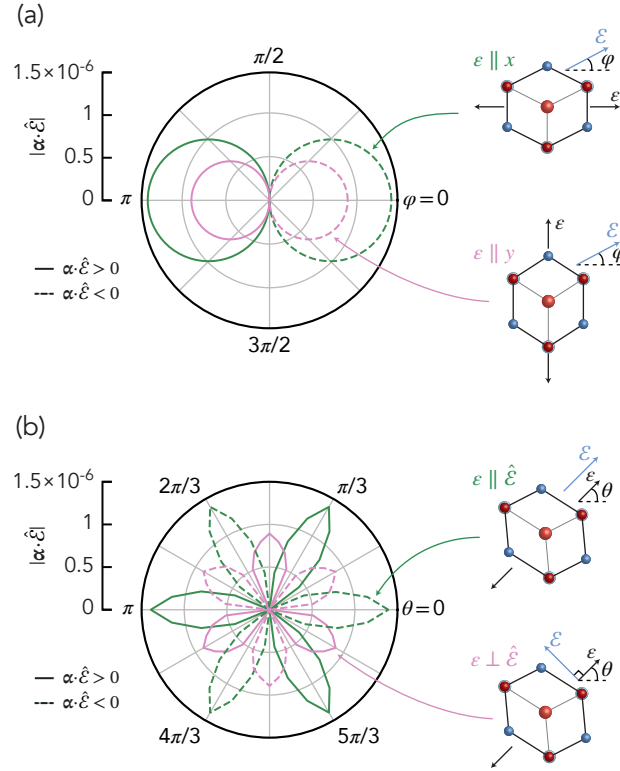 (a)
π/2
1.5×10⁻⁶
1
0.5
0
|α·ℰ̂|
π
φ=0
3π/2
α·ℰ̂>0
α·ℰ̂<0
ε ∥ x
ℰ
φ
ε
ε ∥ y
ε
ℰ
φ
(b)
2π/3
π/3
1.5×10⁻⁶
1
0.5
0
|α·ℰ̂|
π
θ=0
4π/3
5π/3
α·ℰ̂>0
α·ℰ̂<0
ε ∥ ℰ̂
ℰ
ε
θ
ε ⊥ ℰ̂
ℰ
ε
θ